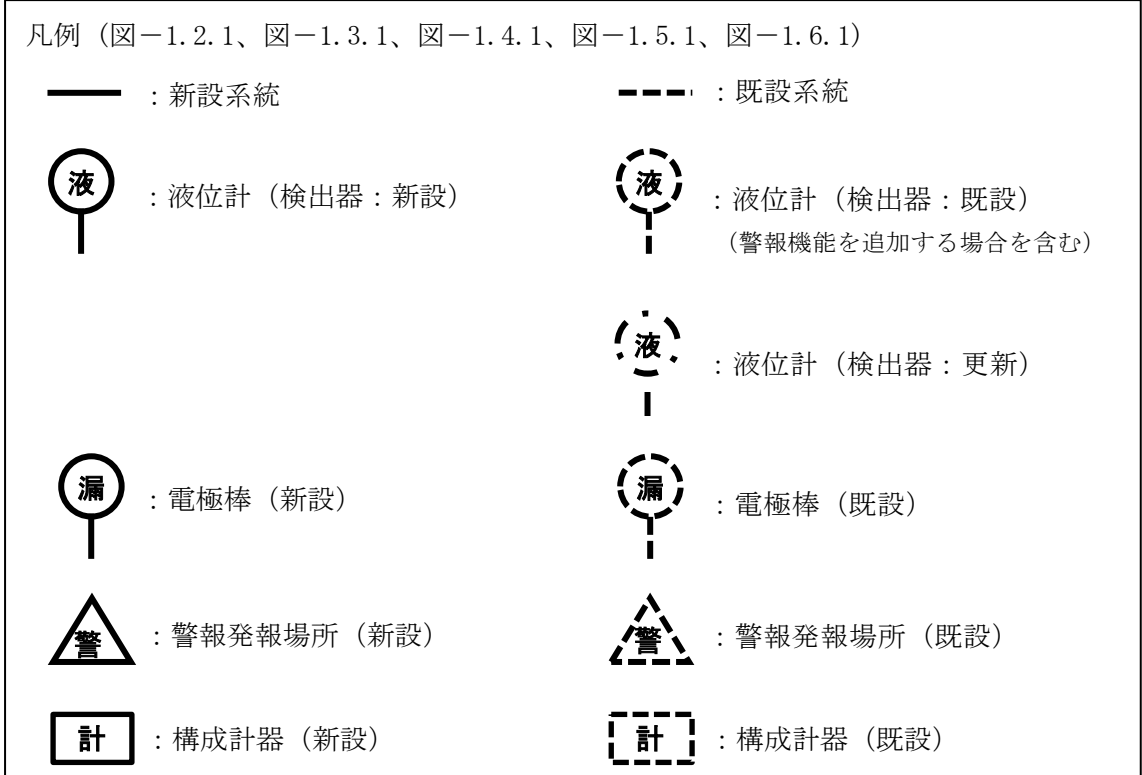 凡例（図－1.2.1、図－1.3.1、図－1.4.1、図－1.5.1、図－1.6.1）
：新設系統
：既設系統
液
：液位計（検出器：新設）
液
：液位計（検出器：既設）
（警報機能を追加する場合を含む）
液
：液位計（検出器：更新）
漏
：電極棒（新設）
漏
：電極棒（既設）
警
：警報発報場所（新設）
警
：警報発報場所（既設）
計
：構成計器（新設）
計
：構成計器（既設）